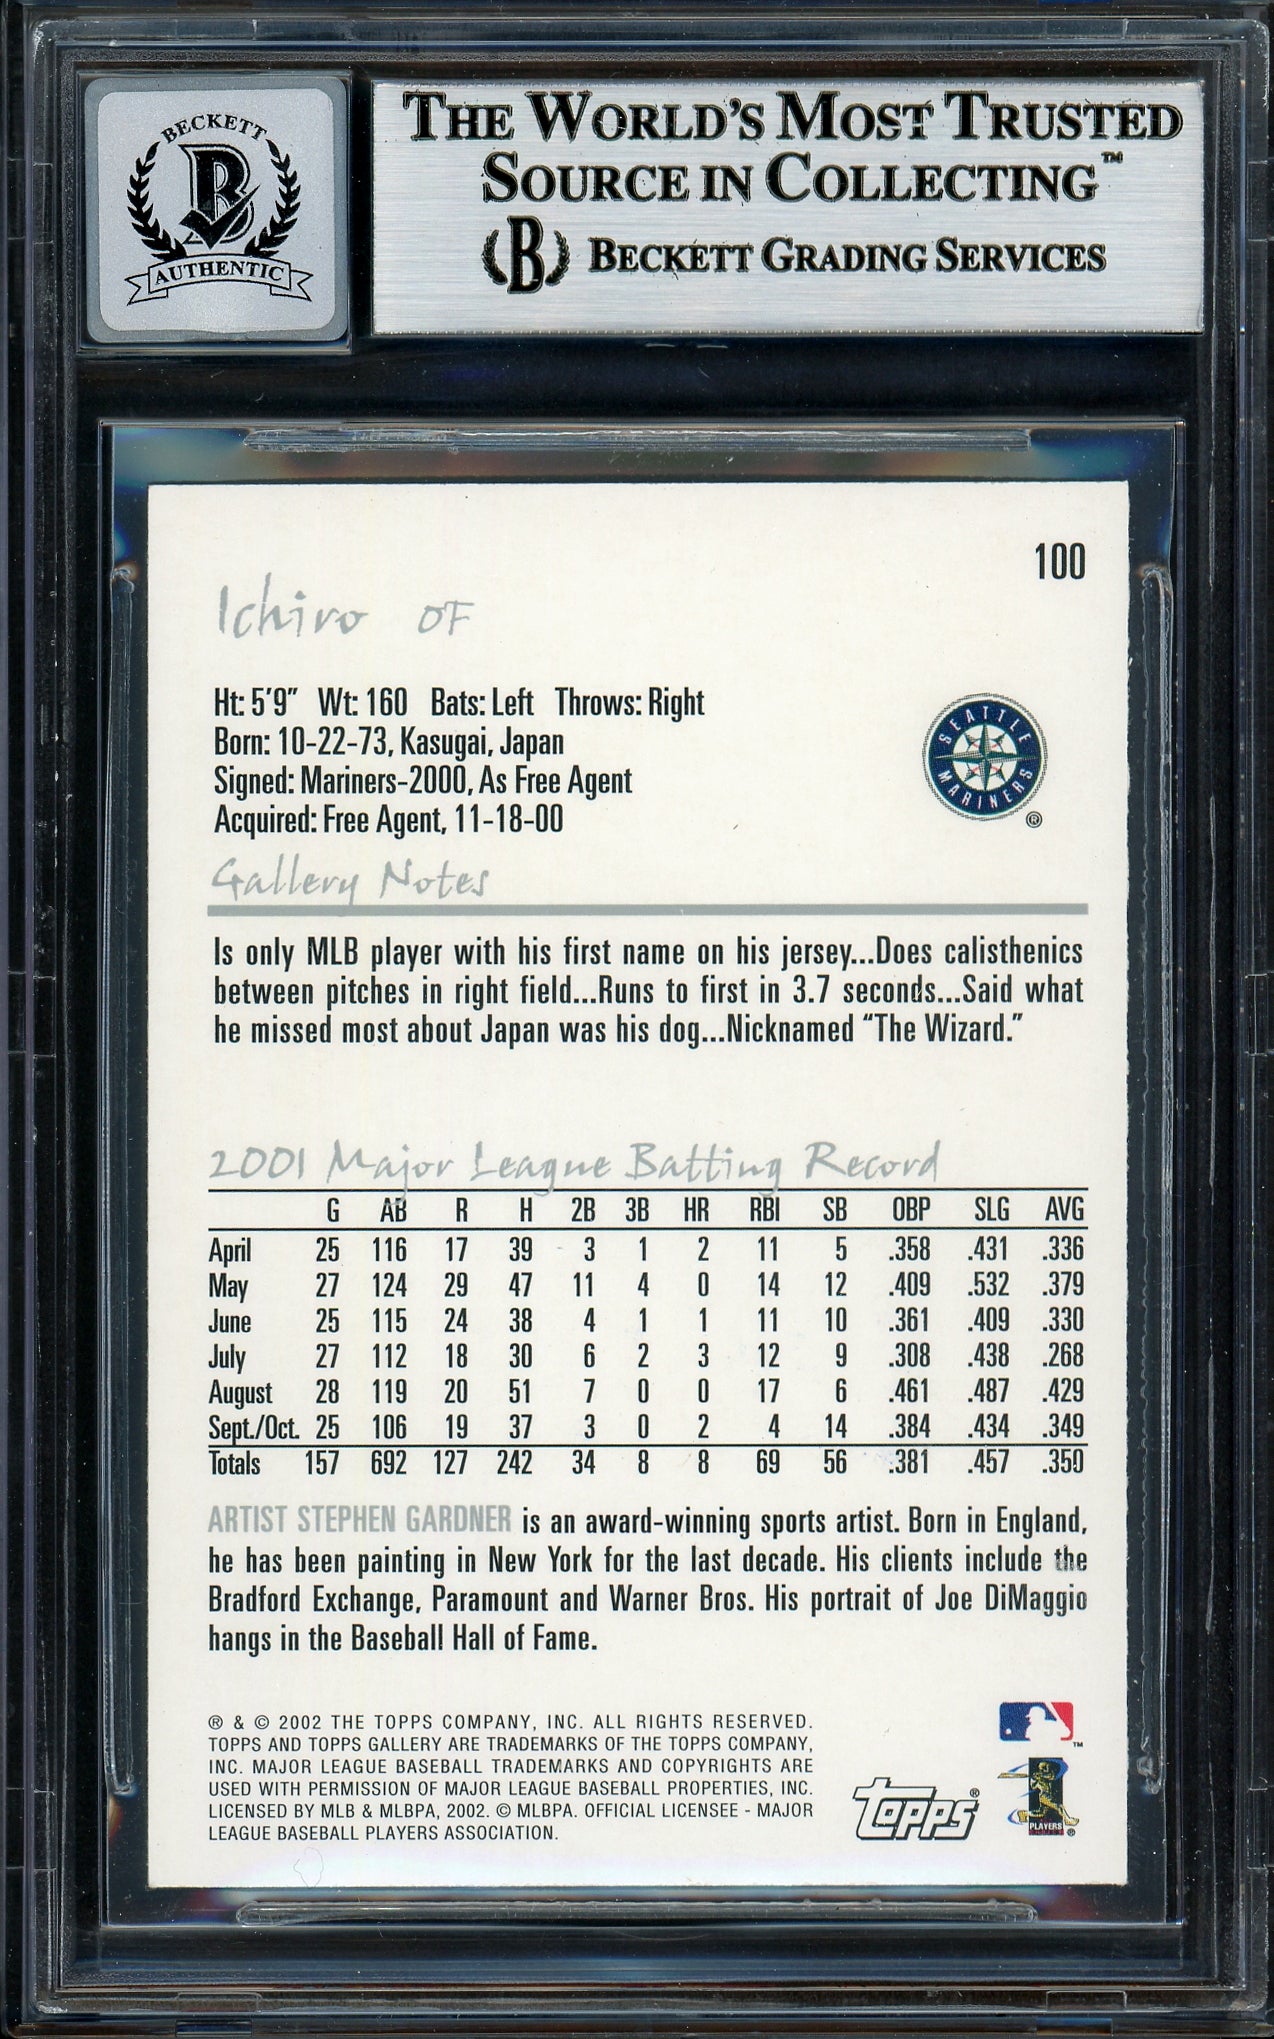 BECKETT
B
AUTHENTIC
THE WORLD'S MOST TRUSTED
SOURCE IN COLLECTING™
B BECKETT GRADING SERVICES
100
Ichiro OF
Ht: 5'9" Wt: 160 Bats: Left Throws: Right
Born: 10-22-73, Kasugai, Japan
Signed: Mariners-2000, As Free Agent
Acquired: Free Agent, 11-18-00
SEATTLE
MARINERS
®
Gallery Notes
Is only MLB player with his first name on his jersey...Does calisthenics
between pitches in right field...Runs to first in 3.7 seconds...Said what
he missed most about Japan was his dog...Nicknamed “The Wizard.”
2001 Major League Batting Record
G AB R H 2B 3B HR RBI SB OBP SLG AVG
April 25 116 17 39 3 1 2 11 5 .358 .431 .336
May 27 124 29 47 11 4 0 14 12 .409 .532 .379
June 25 115 24 38 4 1 1 11 10 .361 .409 .330
July 27 112 18 30 6 2 3 12 9 .308 .438 .268
August 28 119 20 51 7 0 0 17 6 .461 .487 .429
Sept./Oct. 25 106 19 37 3 0 2 4 14 .384 .434 .349
Totals 157 692 127 242 34 8 8 69 56 .381 .457 .350
ARTIST STEPHEN GARDNER is an award-winning sports artist. Born in England,
he has been painting in New York for the last decade. His clients include the
Bradford Exchange, Paramount and Warner Bros. His portrait of Joe DiMaggio
hangs in the Baseball Hall of Fame.
® & © 2002 THE TOPPS COMPANY, INC. ALL RIGHTS RESERVED.
TOPPS AND TOPPS GALLERY ARE TRADEMARKS OF THE TOPPS COMPANY,
INC. MAJOR LEAGUE BASEBALL TRADEMARKS AND COPYRIGHTS ARE
USED WITH PERMISSION OF MAJOR LEAGUE BASEBALL PROPERTIES, INC.
LICENSED BY MLB & MLBPA, 2002. © MLBPA. OFFICIAL LICENSEE - MAJOR
LEAGUE BASEBALL PLAYERS ASSOCIATION.
Topps®
™
PLAYERS
®